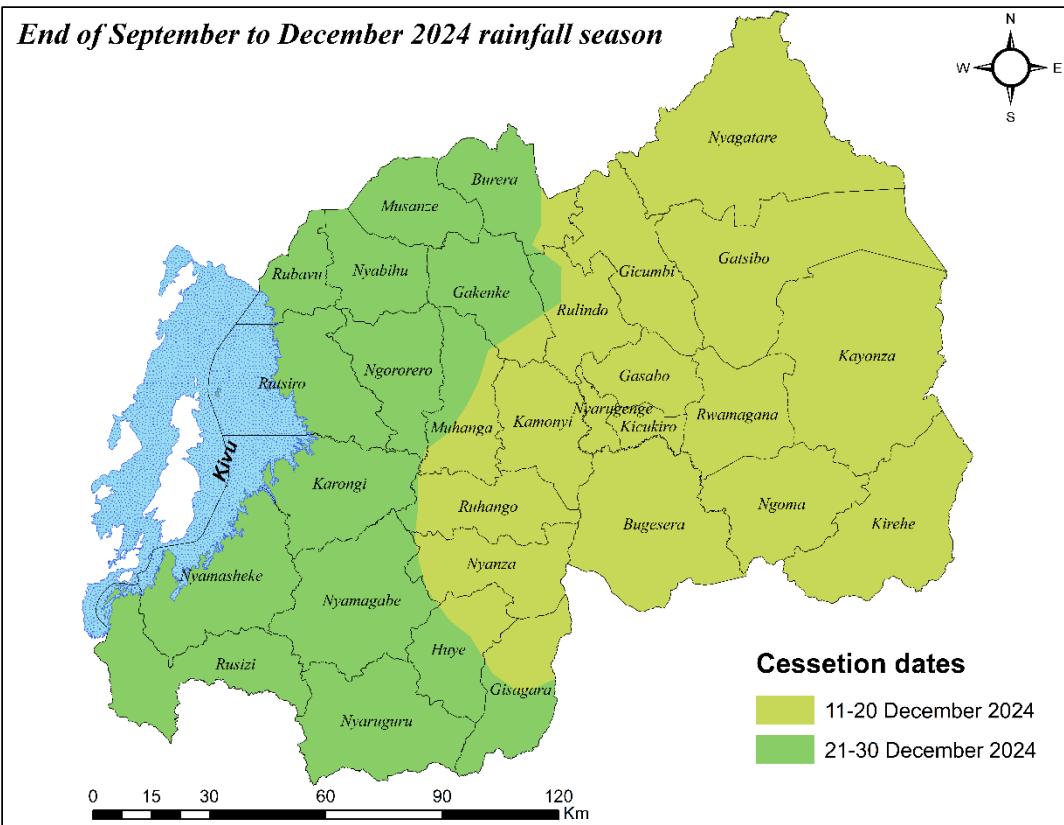 End of September to December 2024 rainfall season
N
W
E
S
Nyagatare
Burera
Musanze
Rubavu
Nyabihu
Gakenke
Gicumbi
Gatsibo
Rulindo
Kayonza
Rutsiro
Ngororero
Gasabo
Nyarugenge
Rwamagana
Muhanga
Kamonyi
Kicukiro
Kivu
Karongi
Ruhango
Bugesera
Ngoma
Kirehe
Nyamasheke
Nyamagabe
Nyanza
Huye
Rusizi
Gisagara
Nyaruguru
Cessetion dates
11-20 December 2024
21-30 December 2024
0 15 30 60 90 120
Km